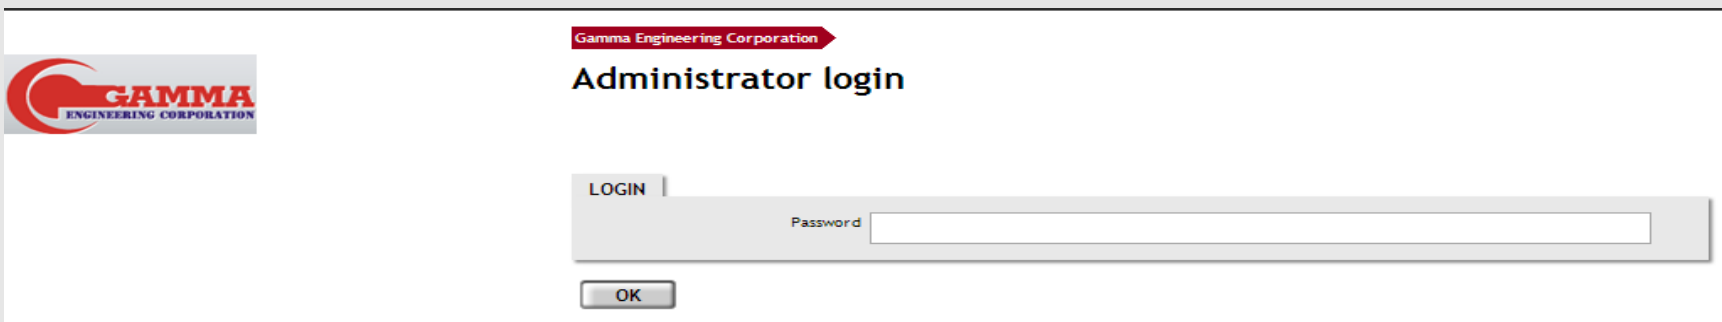 Gamma Engineering Corporation
Administrator login
GAMMA
ENGINEERING CORPORATION
LOGIN
Password
OK